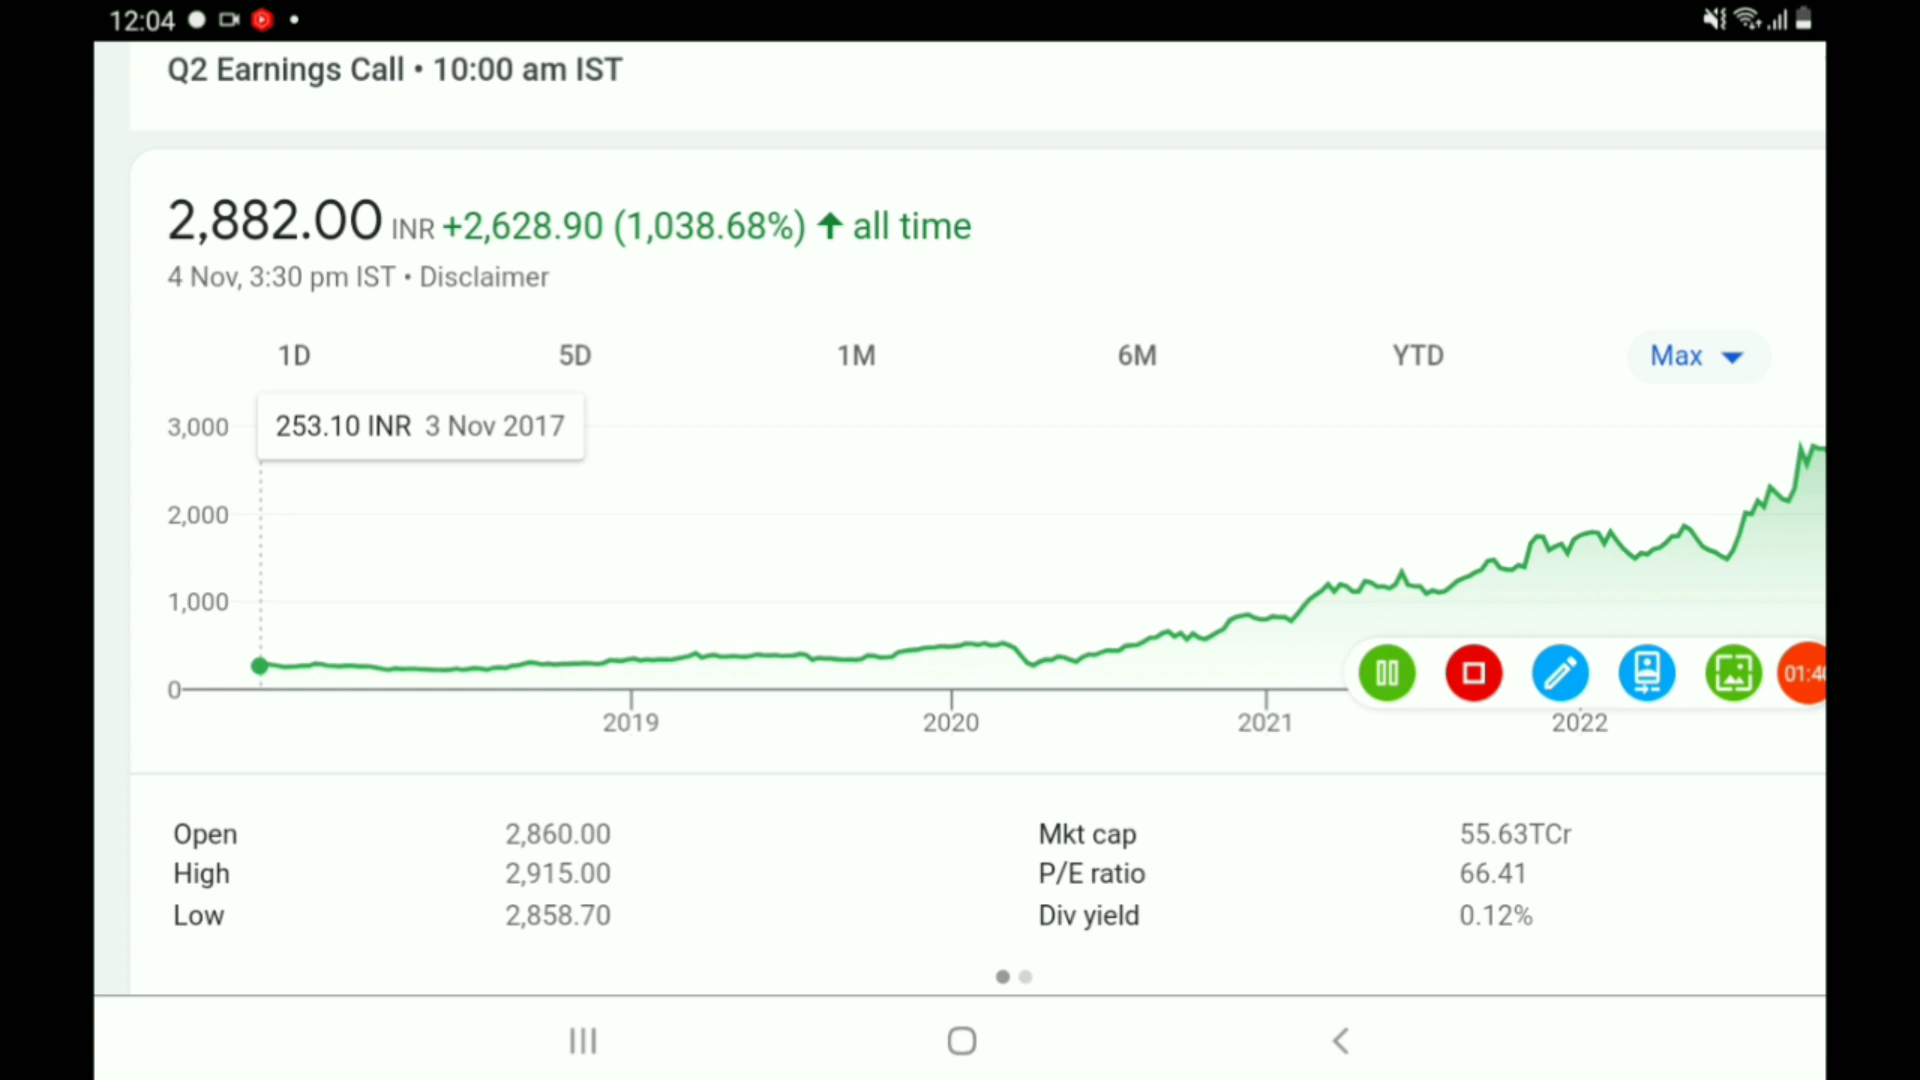 12:04
Q2 Earnings Call • 10:00 am IST
2,882.00 INR +2,628.90 (1,038.68%) ↑ all time
4 Nov, 3:30 pm IST • Disclaimer
1D 5D 1M 6M YTD Max
253.10 INR 3 Nov 2017
3,000
2,000
1,000
0
2019 2020 2021 2022
Open 2,860.00 Mkt cap 55.63TCr
High 2,915.00 P/E ratio 66.41
Low 2,858.70 Div yield 0.12%